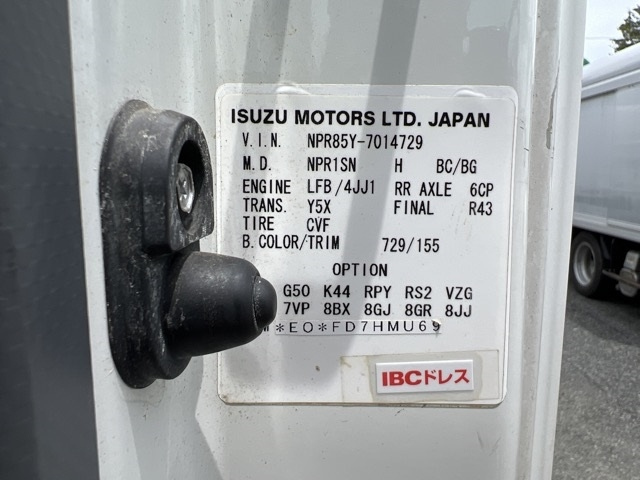 ISUZU MOTORS LTD. JAPAN
V.I.N. NPR85Y-7014729
M.D. NPR1SN H BC/BG
ENGINE LFB/4JJ1 RR AXLE 6CP
TRANS. Y5X FINAL R43
TIRE CVF
B.COLOR/TRIM 729/155
OPTION
G50 K44 RPY RS2 VZG
7VP 8BX 8GJ 8GR 8JJ
*EO*FD7HMU69
IBCドレス